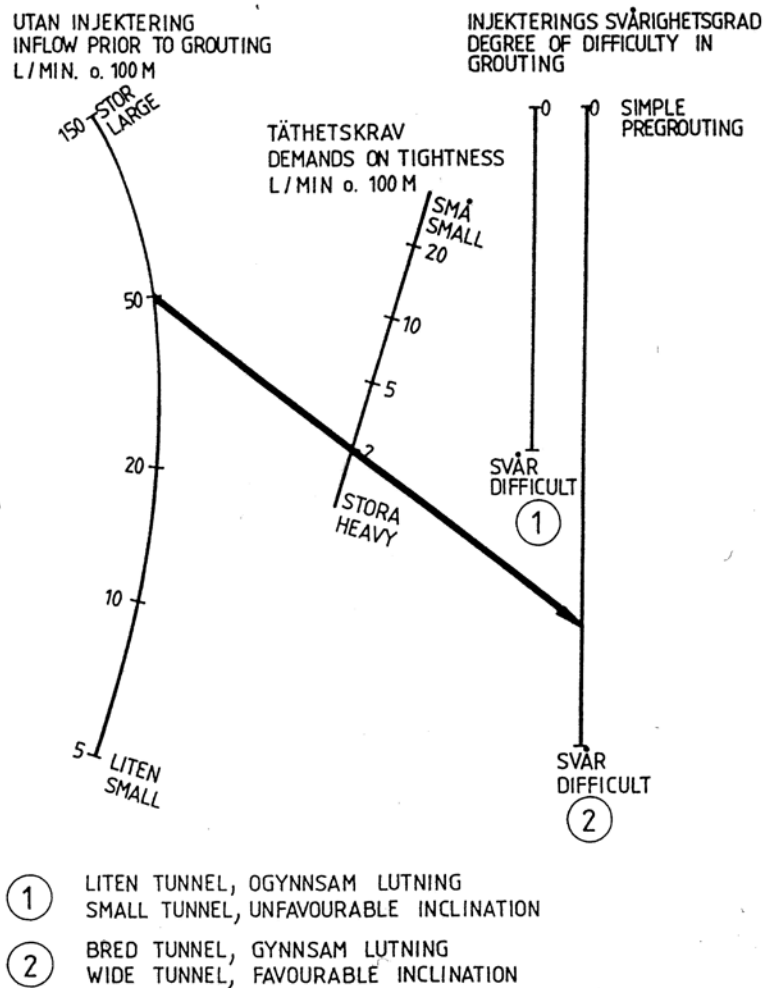 UTAN INJEKTERING
INFLOW PRIOR TO GROUTING
L/MIN. o. 100 M
INJEKTERINGS SVÅRIGHETSGRAD
DEGREE OF DIFFICULTY IN
GROUTING
150
STOR
LARGE
50
20
10
5
LITEN
SMALL
TÄTHETSKRAV
DEMANDS ON TIGHTNESS
L/MIN o. 100 M
SMÅ
SMALL
20
10
5
2
STORA
HEAVY
0
0
SIMPLE
PREGROUTING
SVÅR
DIFFICULT
1
SVÅR
DIFFICULT
2
1 LITEN TUNNEL, OGYNNSAM LUTNING
SMALL TUNNEL, UNFAVOURABLE INCLINATION
2 BRED TUNNEL, GYNNSAM LUTNING
WIDE TUNNEL, FAVOURABLE INCLINATION